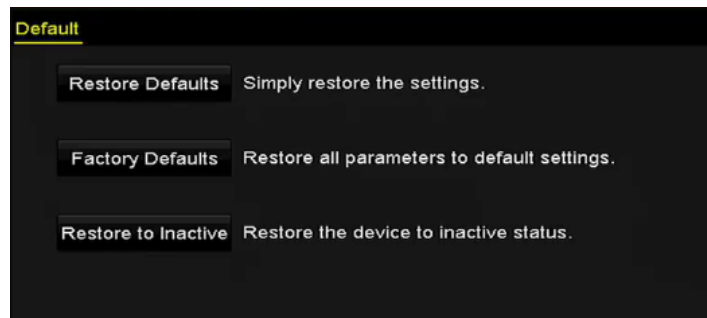 Default
Restore Defaults Simply restore the settings.
Factory Defaults Restore all parameters to default settings.
Restore to Inactive Restore the device to inactive status.